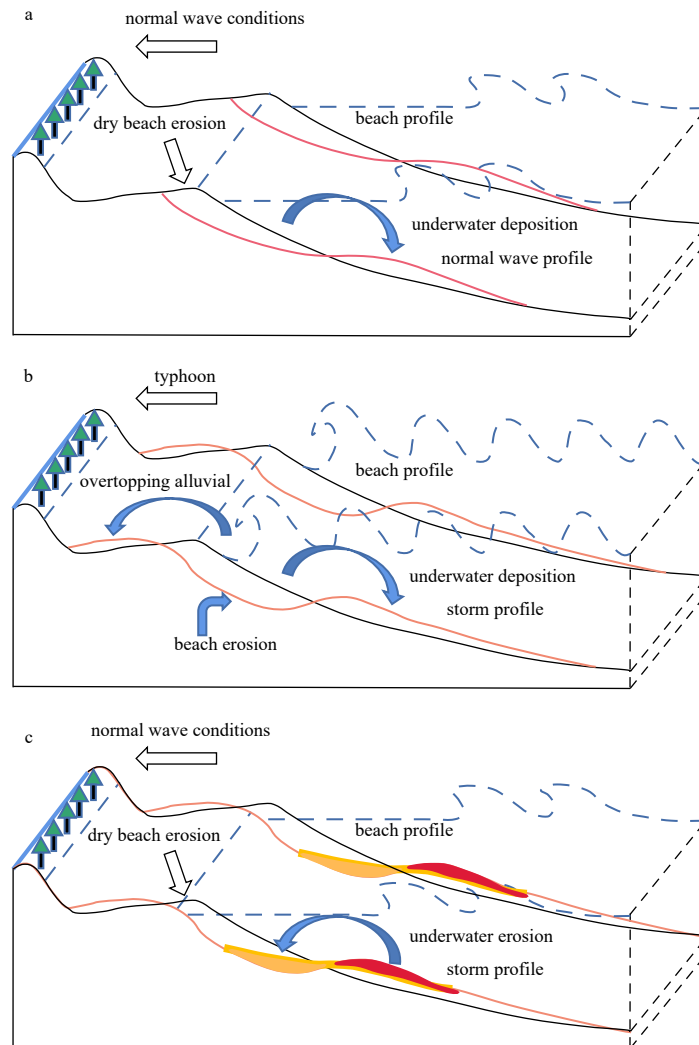 a
normal wave conditions
dry beach erosion
beach profile
underwater deposition
normal wave profile
b
typhoon
overtopping alluvial
beach profile
underwater deposition
storm profile
beach erosion
c
normal wave conditions
dry beach erosion
beach profile
underwater erosion
storm profile